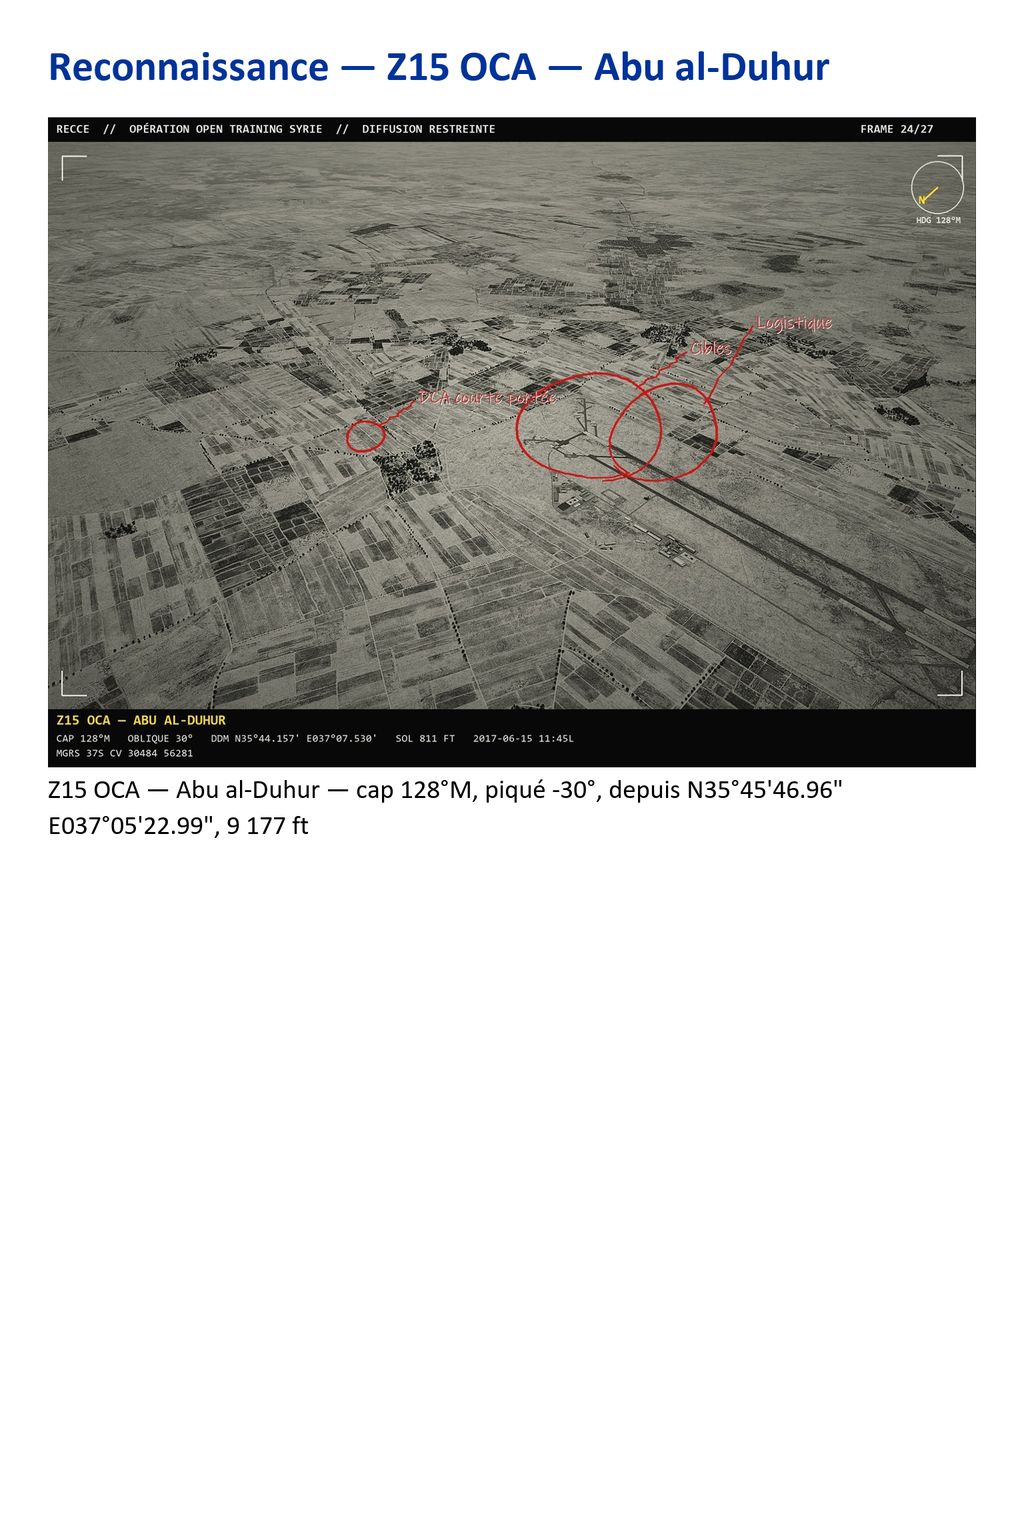 Reconnaissance — Z15 OCA — Abu al-Duhur
RECCE // OPÉRATION OPEN TRAINING SYRIE // DIFFUSION RESTREINTE FRAME 24/27
N
HDG 128°M
Logistique
Cibles
DCA courte portée
Z15 OCA — ABU AL-DUHUR
CAP 128°M OBLIQUE 30° DDM N35°44.157' E037°07.530' SOL 811 FT 2017-06-15 11:45L
MGRS 37S CV 30484 56281
Z15 OCA — Abu al-Duhur — cap 128°M, piqué -30°, depuis N35°45'46.96"
E037°05'22.99", 9 177 ft